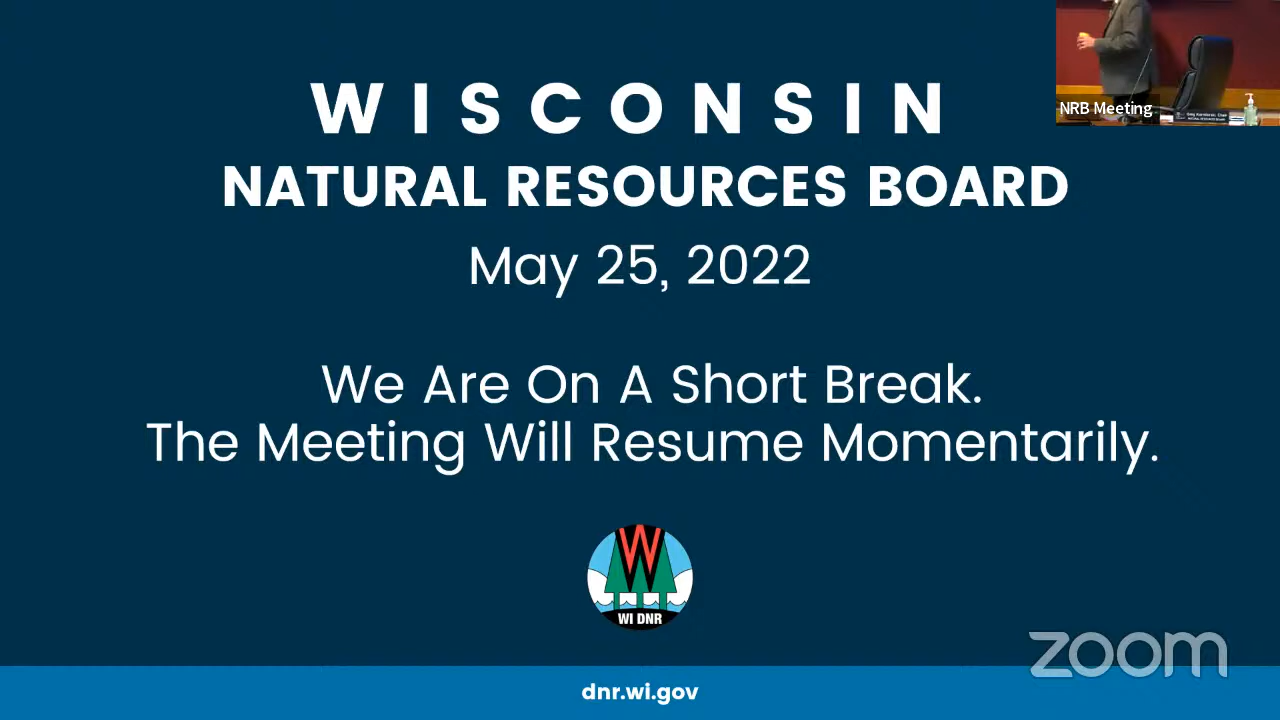 WISCONSIN
NATURAL RESOURCES BOARD
May 25, 2022
We Are On A Short Break.
The Meeting Will Resume Momentarily.
WI DNR
dnr.wi.gov
zoom
NRB Meeting